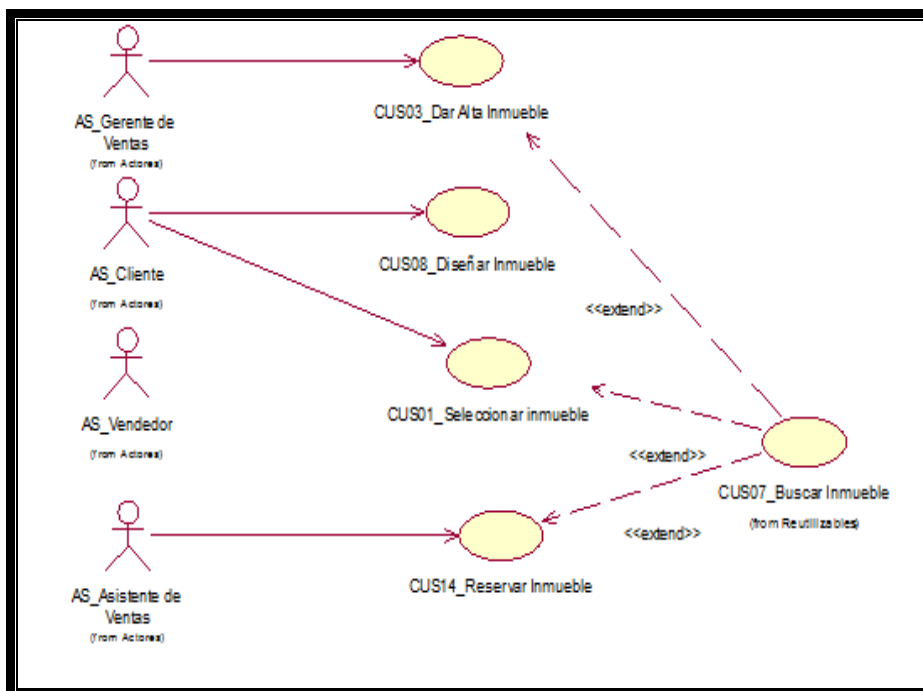 AS_Gerente de
Ventas
(from Actores)
CUS03_Dar Alta Inmueble
AS_Cliente
(from Actores)
CUS08_Diseñar Inmueble
<<extend>>
AS_Vendedor
(from Actores)
CUS01_Seleccionar inmueble
<<extend>>
CUS07_Buscar Inmueble
(from Reutilizables)
<<extend>>
AS_Asistente de
Ventas
(from Actores)
CUS14_Reservar Inmueble